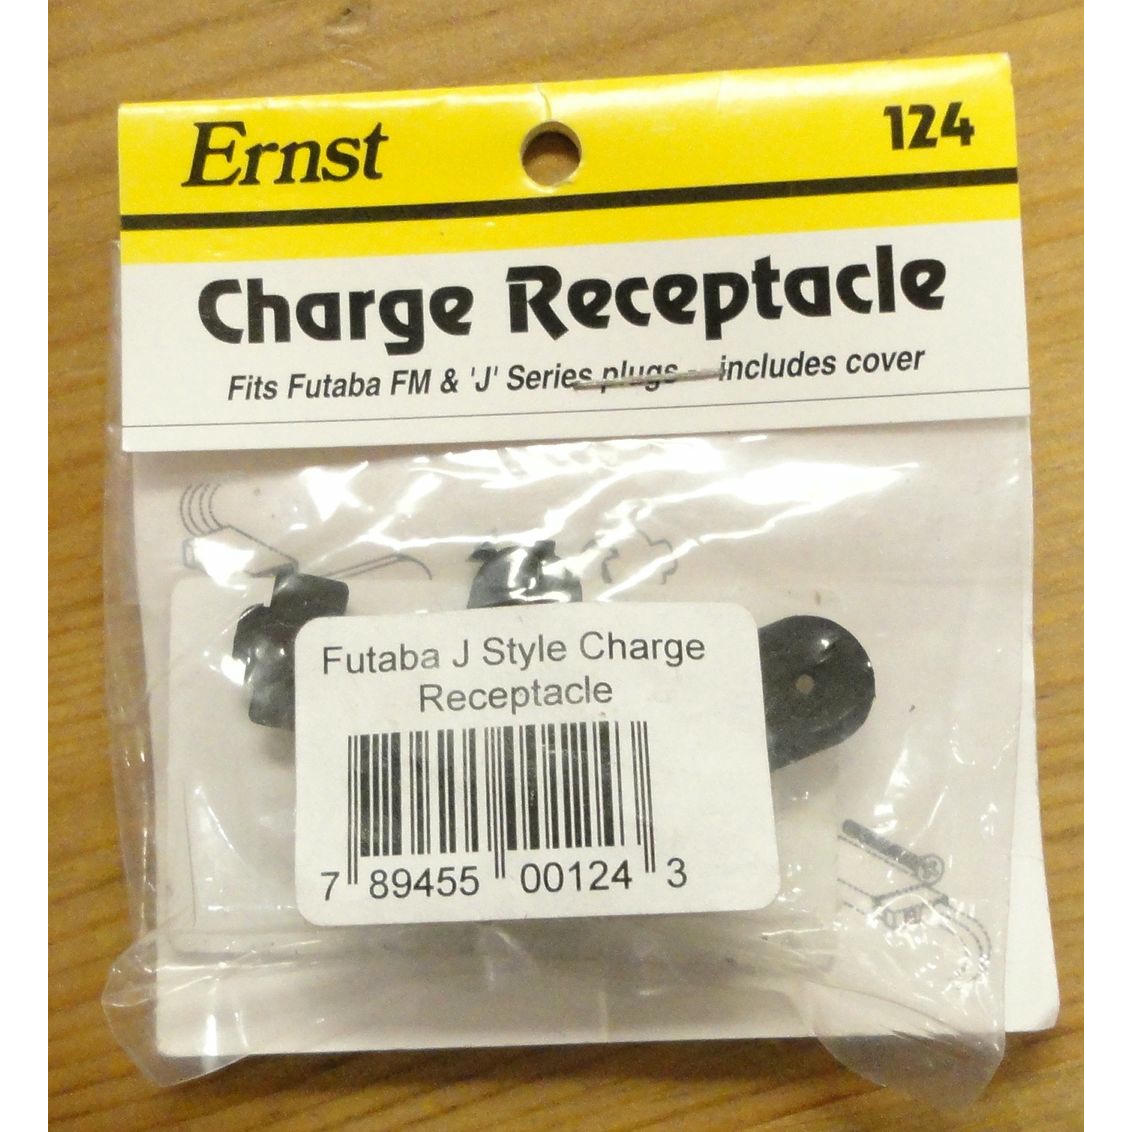 Ernst
124
Charge Receptacle
Fits Futaba FM & 'J' Series plugs - includes cover
Futaba J Style Charge
Receptacle
7 89455 00124 3